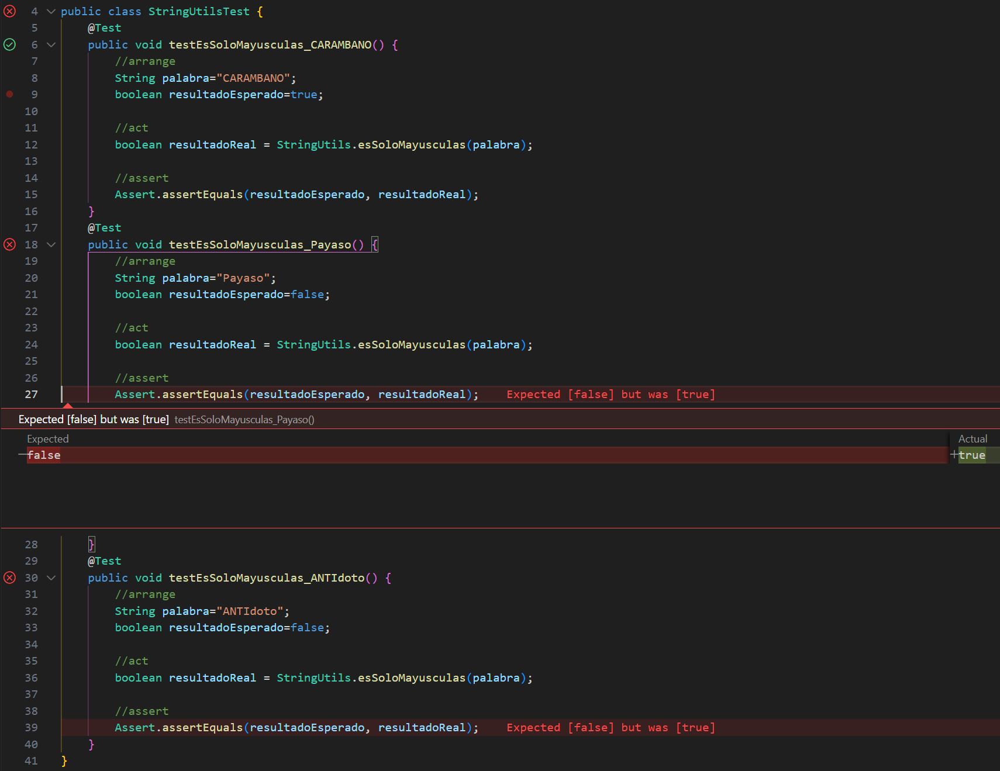 4 public class StringUtilsTest {
5 @Test
6 public void testEsSoloMayusculas_CARAMBANO() {
7 //arrange
8 String palabra="CARAMBANO";
9 boolean resultadoEsperado=true;
10
11 //act
12 boolean resultadoReal = StringUtils.esSoloMayusculas(palabra);
13
14 //assert
15 Assert.assertEquals(resultadoEsperado, resultadoReal);
16 }
17 @Test
18 public void testEsSoloMayusculas_Payaso() {
19 //arrange
20 String palabra="Payaso";
21 boolean resultadoEsperado=false;
22
23 //act
24 boolean resultadoReal = StringUtils.esSoloMayusculas(palabra);
25
26 //assert
27 Assert.assertEquals(resultadoEsperado, resultadoReal); Expected [false] but was [true]
Expected [false] but was [true] testEsSoloMayusculas_Payaso()
Expected Actual
—false +true
28 }
29 @Test
30 public void testEsSoloMayusculas_ANTIdoto() {
31 //arrange
32 String palabra="ANTIdoto";
33 boolean resultadoEsperado=false;
34
35 //act
36 boolean resultadoReal = StringUtils.esSoloMayusculas(palabra);
37
38 //assert
39 Assert.assertEquals(resultadoEsperado, resultadoReal); Expected [false] but was [true]
40 }
41 }